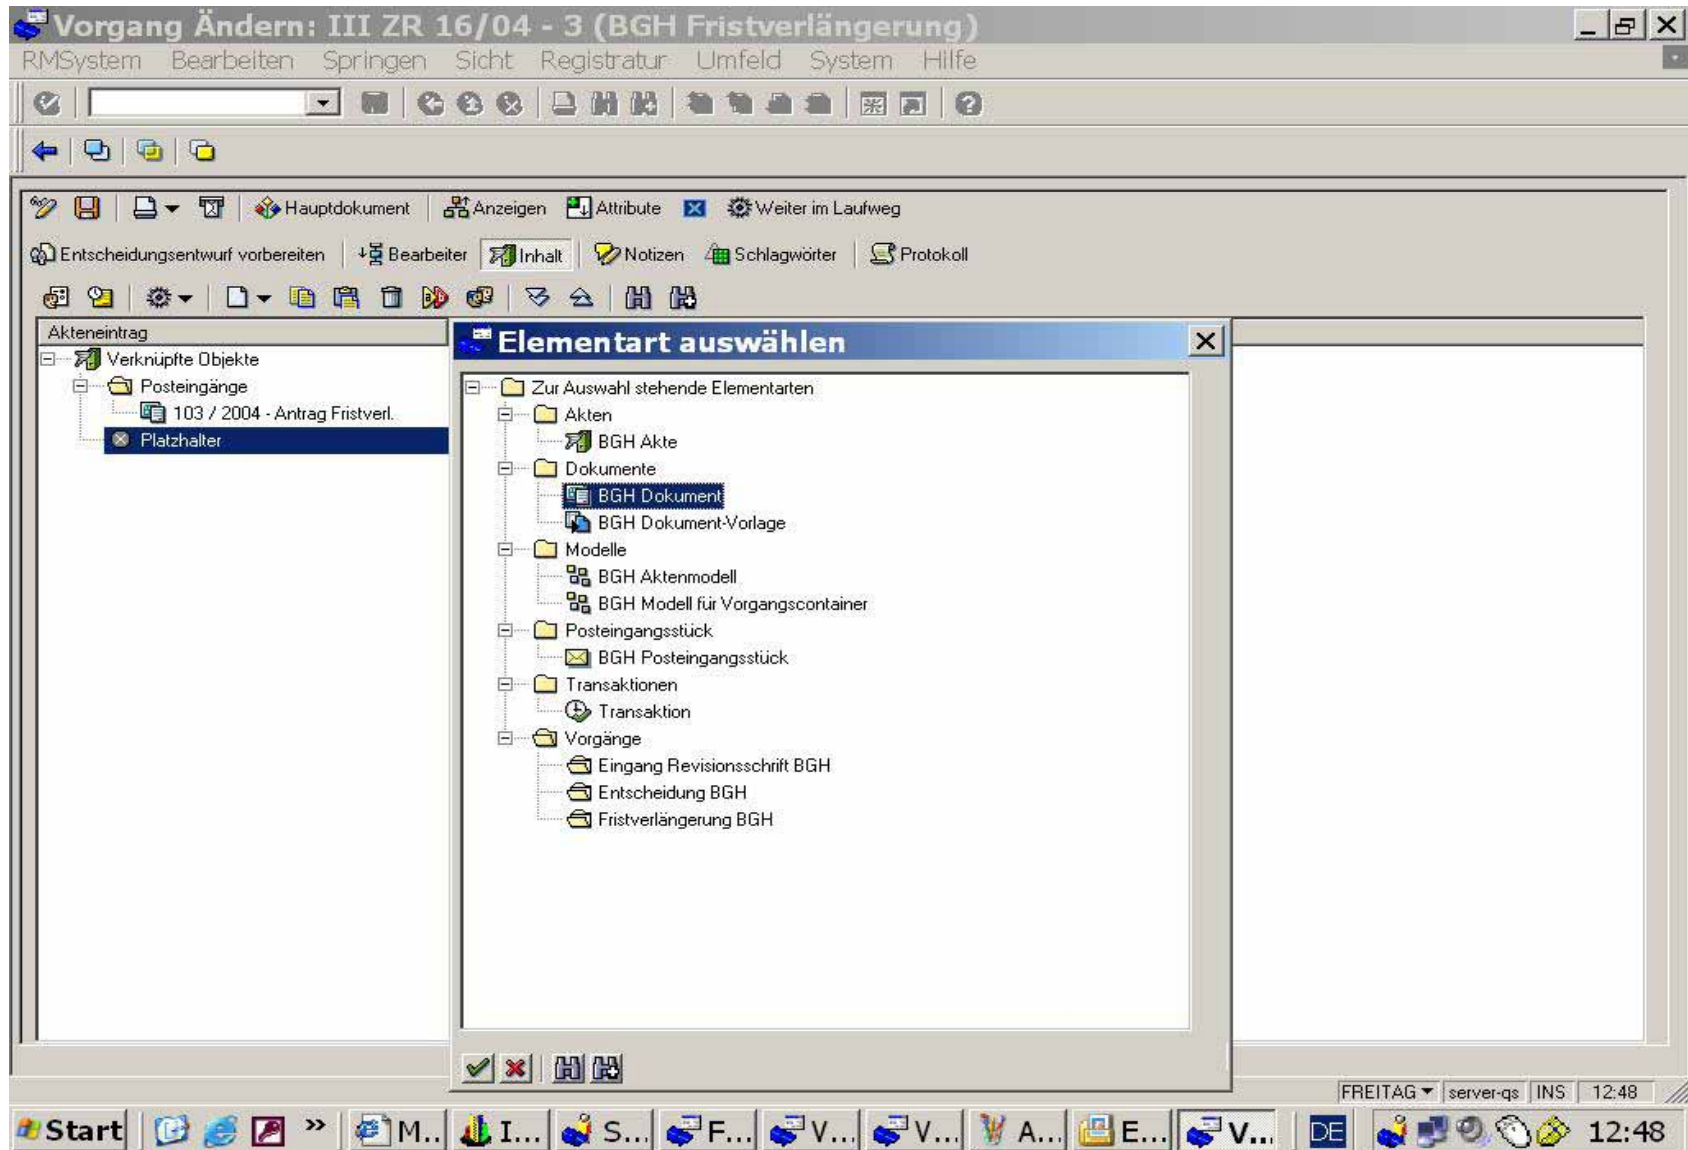 Vorgang Ändern: III ZR 16/04 - 3 (BGH Fristverlängerung)
RMSystem Bearbeiten Springen Sicht Registratur Umfeld System Hilfe
Hauptdokument Anzeigen Attribute Weiter im Laufweg
Entscheidungsentwurf vorbereiten Bearbeiter Inhalt Notizen Schlagwörter Protokoll
Akteneintrag
Verknüpfte Objekte
Posteingänge
103 / 2004 - Antrag Fristverl.
Platzhalter
Elementart auswählen
Zur Auswahl stehende Elementarten
Akten
BGH Akte
Dokumente
BGH Dokument
BGH Dokument-Vorlage
Modelle
BGH Aktenmodell
BGH Modell für Vorgangscontainer
Posteingangsstück
BGH Posteingangsstück
Transaktionen
Transaktion
Vorgänge
Eingang Revisionsschrift BGH
Entscheidung BGH
Fristverlängerung BGH
FREITAG server-qs INS 12:48
Start » M... I... S... F... V... V... A... E... V... DE 12:48